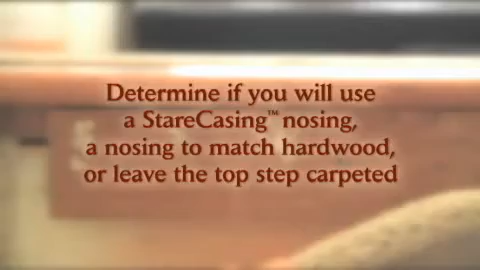 Determine if you will use
a StareCasing™ nosing,
a nosing to match hardwood,
or leave the top step carpeted